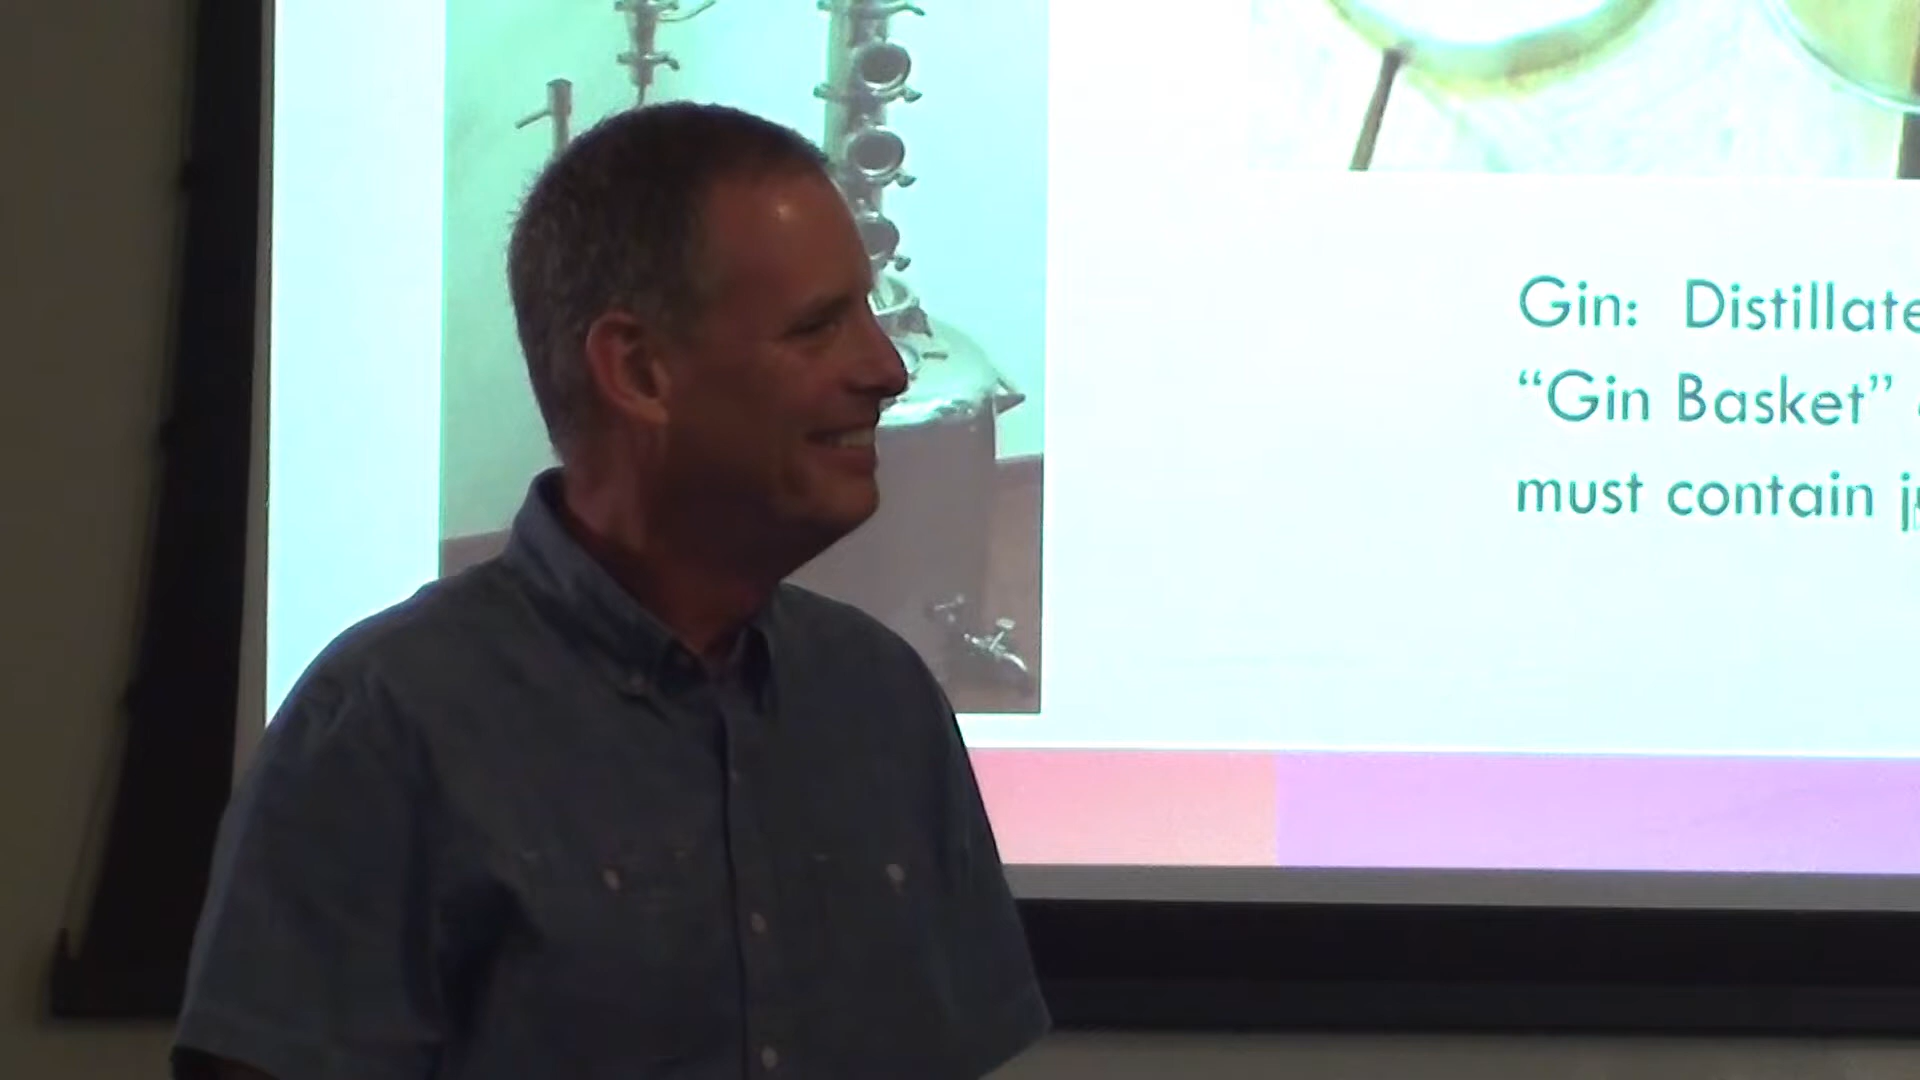 Gin: Distillate
“Gin Basket”
must contain